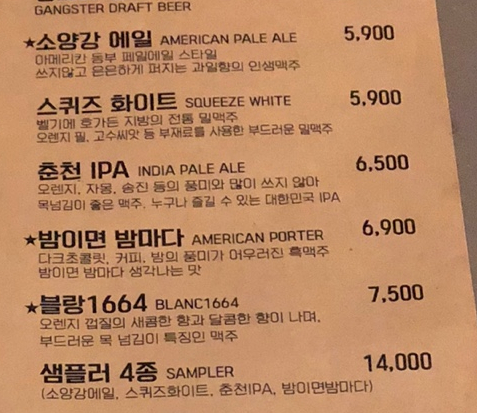 GANGSTER DRAFT BEER
★소양강 에일 AMERICAN PALE ALE 5,900
아메리칸 동부 페일에일 스타일
쓰지않고 은은하게 퍼지는 과일향의 인생맥주
스퀴즈 화이트 SQUEEZE WHITE 5,900
벨기에 호가든 지방의 전통 밀맥주
오렌지 필, 고수씨앗 등 부재료를 사용한 부드러운 밀맥주
춘천 IPA INDIA PALE ALE 6,500
오렌지, 자몽, 송진 등의 풍미와 많이 쓰지 않아
목넘김이 좋은 맥주. 누구나 즐길 수 있는 대한민국 IPA
★밤이면 밤마다 AMERICAN PORTER 6,900
다크초콜릿, 커피, 밤의 풍미가 어우러진 흑맥주
밤이면 밤마다 생각나는 맛
★블랑1664 BLANC1664 7,500
오렌지 껍질의 새콤한 향과 달콤한 향이 나며,
부드러운 목 넘김이 특징인 맥주
샘플러 4종 SAMPLER 14,000
(소양강에일, 스퀴즈화이트, 춘천IPA, 밤이면밤마다)